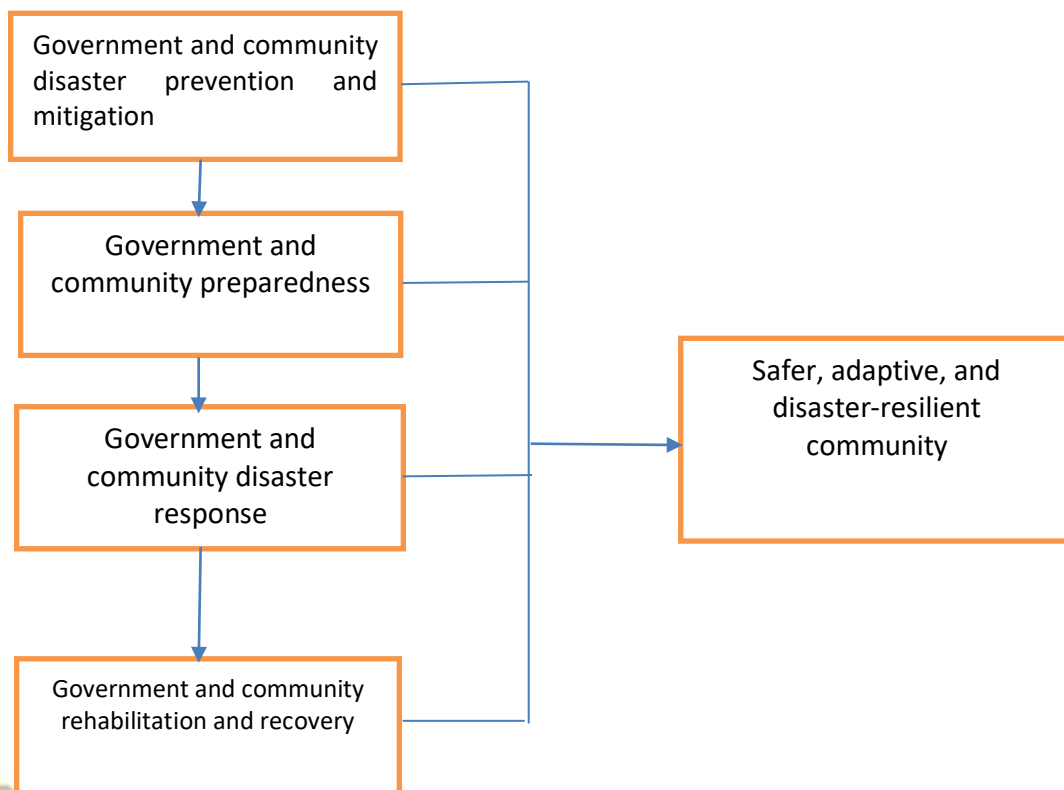 Government and community
disaster prevention and
mitigation
Government and
community preparedness
Government and
community disaster
response
Government and community
rehabilitation and recovery
Safer, adaptive, and
disaster-resilient
community